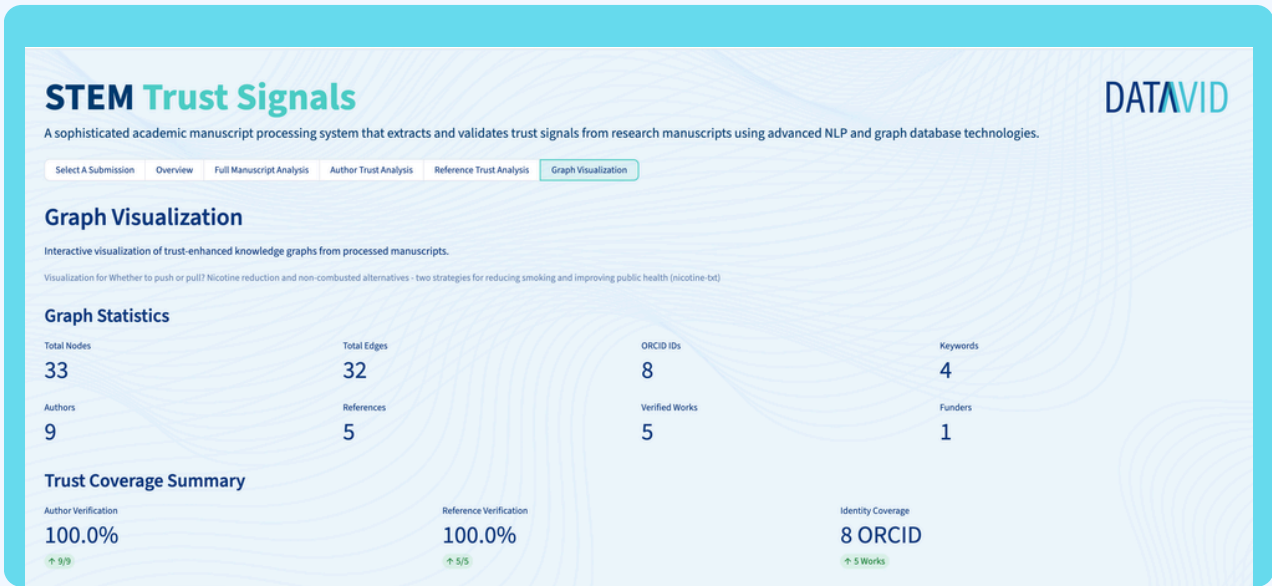 STEM Trust Signals
DATAVID
A sophisticated academic manuscript processing system that extracts and validates trust signals from research manuscripts using advanced NLP and graph database technologies.
Select A Submission Overview Full Manuscript Analysis Author Trust Analysis Reference Trust Analysis Graph Visualization
Graph Visualization
Interactive visualization of trust-enhanced knowledge graphs from processed manuscripts.
Visualization for Whether to push or pull? Nicotine reduction and non-combusted alternatives - two strategies for reducing smoking and improving public health (nicotine-txt)
Graph Statistics
Total Nodes Total Edges ORCID IDs Keywords
33 32 8 4
Authors References Verified Works Funders
9 5 5 1
Trust Coverage Summary
Author Verification Reference Verification Identity Coverage
100.0% 100.0% 8 ORCID
↑ 9/9 ↑ 5/5 ↑ 5 Works